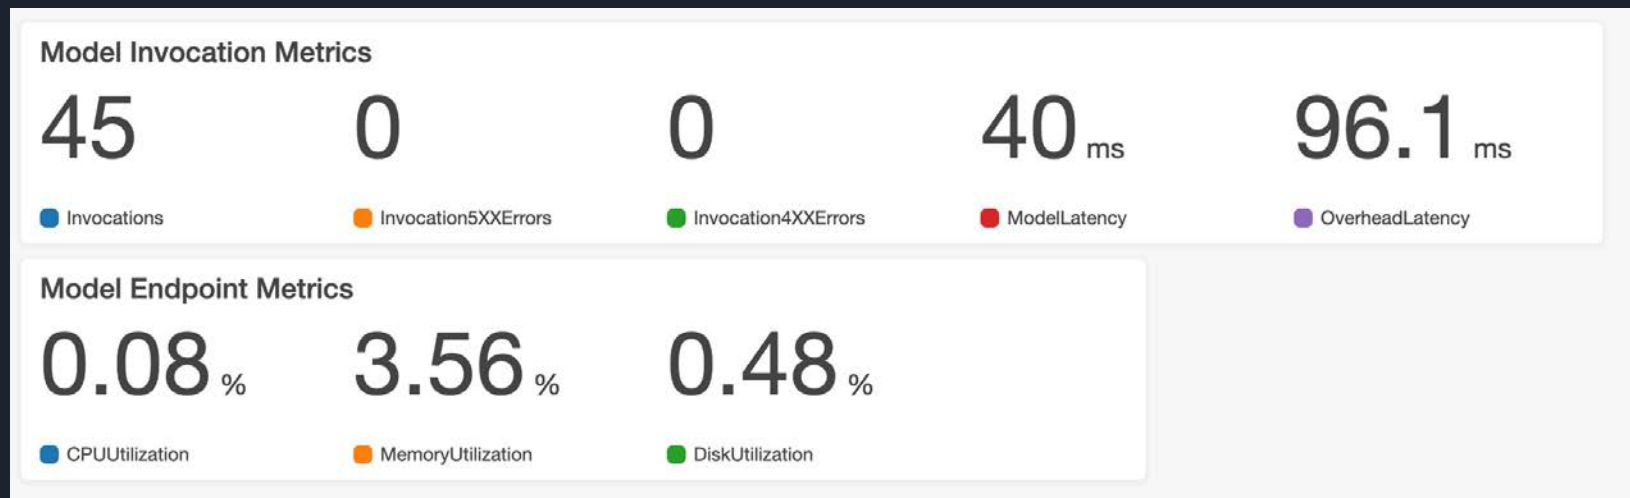 Model Invocation Metrics
45 0 0 40 ms 96.1 ms
Invocations Invocation5XXErrors Invocation4XXErrors ModelLatency OverheadLatency
Model Endpoint Metrics
0.08 % 3.56 % 0.48 %
CPUUtilization MemoryUtilization DiskUtilization